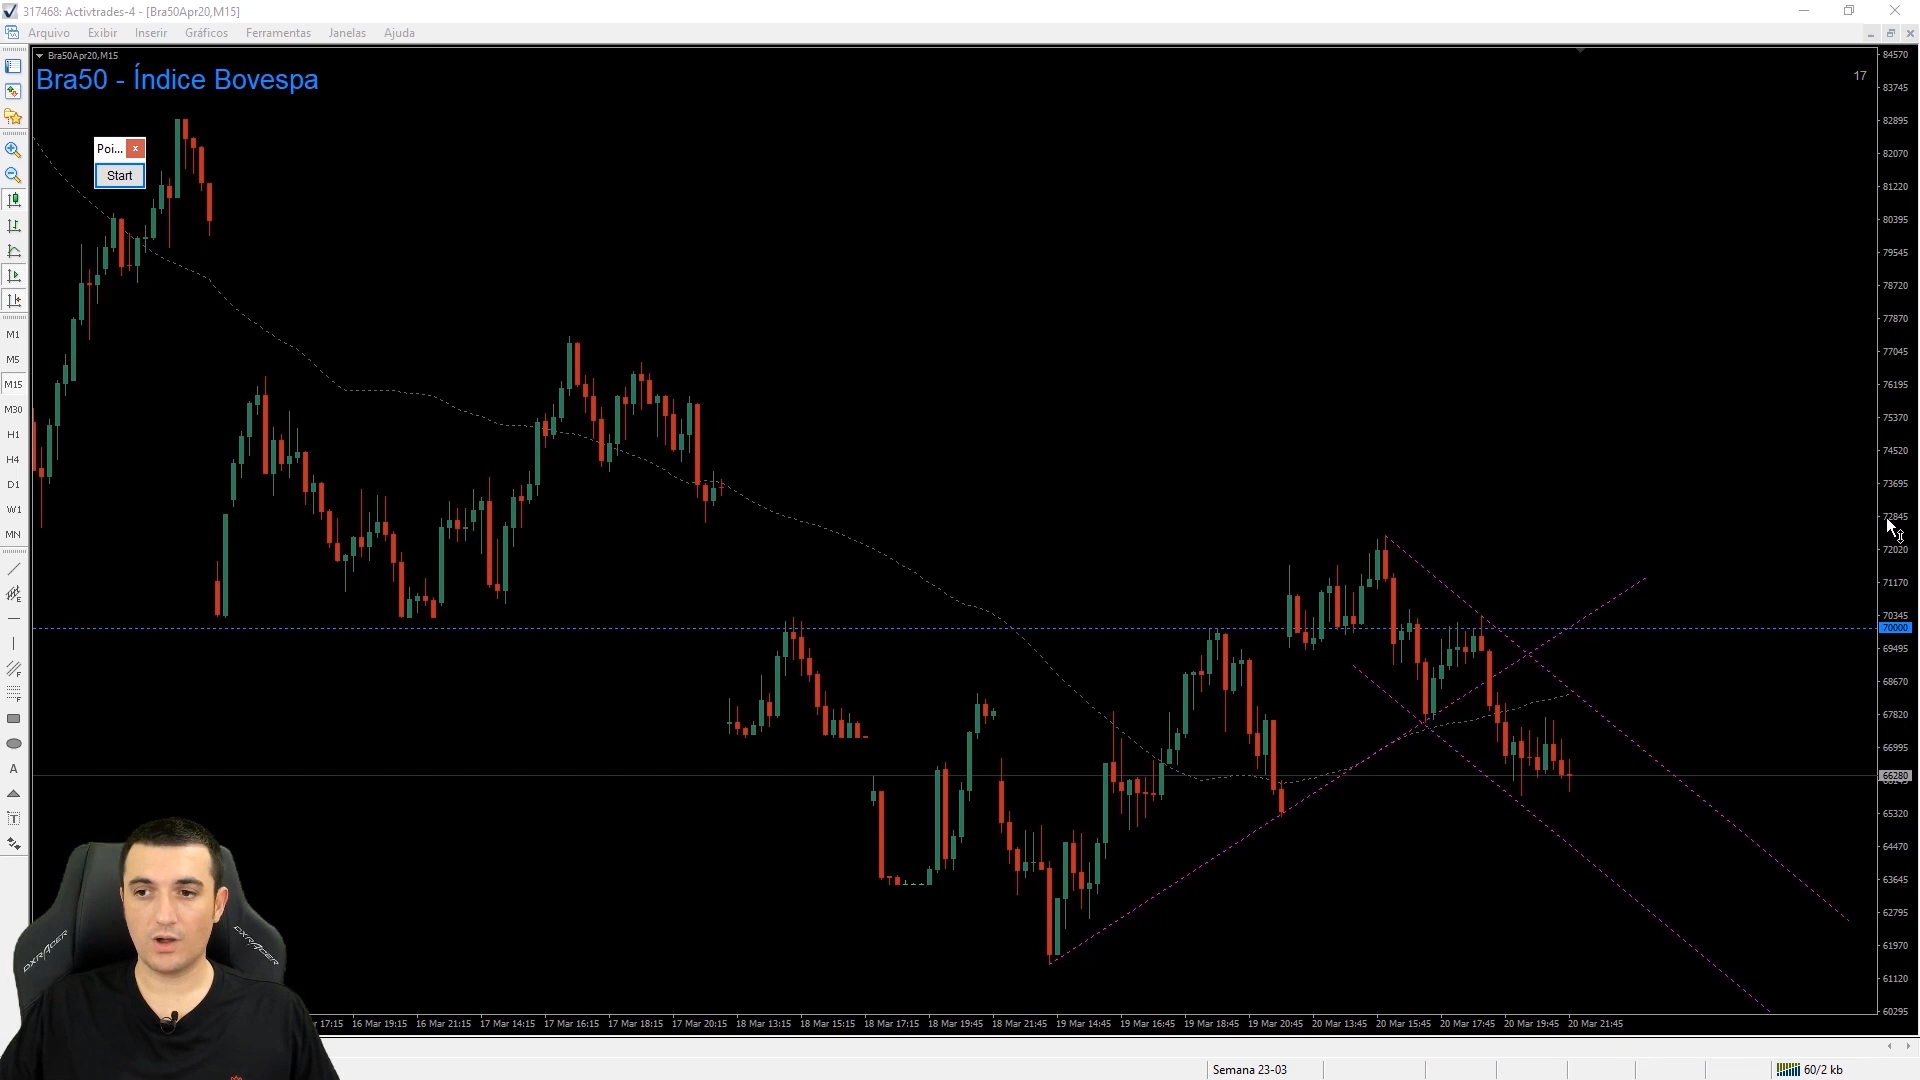 317468: Activtrades-4 - [Bra50Apr20,M15]
Arquivo Exibir Inserir Gráficos Ferramentas Janelas Ajuda
Bra50Apr20,M15
Bra50 - Índice Bovespa
17
Poi... x
Start
M1
M5
M15
M30
H1
H4
D1
W1
MN
E
F
F
A
T
84570
83745
82895
82070
81220
80395
79545
78720
77870
77045
76195
75370
74520
73695
72845
72020
71170
70345
70000
69495
68670
67820
66995
66280
65320
64470
63645
62795
61970
61120
60295
DXRACER
DXRACER
17:15 16 Mar 19:15 16 Mar 21:15 17 Mar 14:15 17 Mar 16:15 17 Mar 18:15 17 Mar 20:15 18 Mar 13:15 18 Mar 15:15 18 Mar 17:15 18 Mar 19:45 18 Mar 21:45 19 Mar 14:45 19 Mar 16:45 19 Mar 18:45 19 Mar 20:45 20 Mar 13:45 20 Mar 15:45 20 Mar 17:45 20 Mar 19:45 20 Mar 21:45
Semana 23-03
60/2 kb